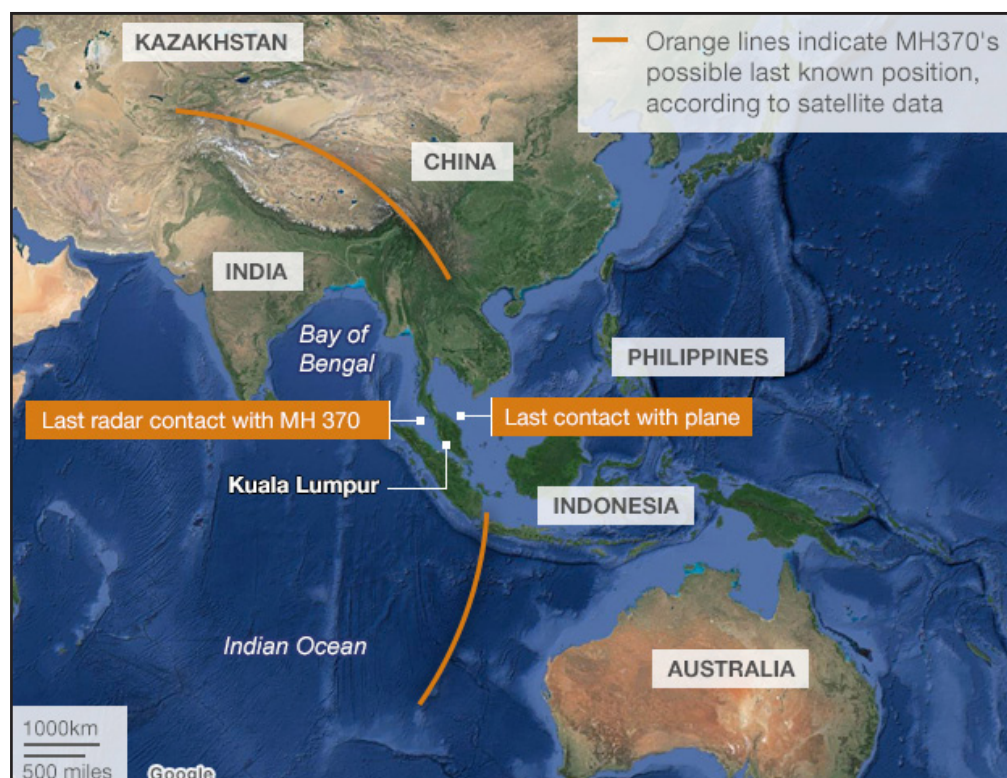 KAZAKHSTAN
Orange lines indicate MH370's
possible last known position,
according to satellite data
CHINA
INDIA
Bay of
Bengal
PHILIPPINES
Last radar contact with MH 370
Last contact with plane
Kuala Lumpur
INDONESIA
Indian Ocean
AUSTRALIA
1000km
500 miles
Google